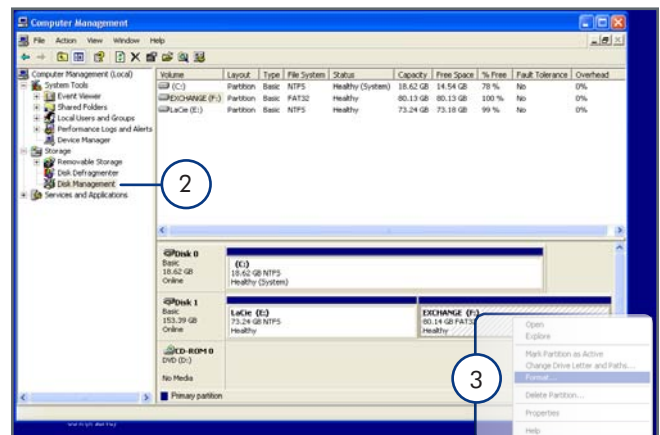 Computer Management
File Action View Window Help
Computer Management (Local)
System Tools
Event Viewer
Shared Folders
Local Users and Groups
Performance Logs and Alerts
Device Manager
Storage
Removable Storage
Disk Defragmenter
Disk Management
Services and Applications
2
Volume Layout Type File System Status Capacity Free Space % Free Fault Tolerance Overhead
(C:) Partition Basic NTFS Healthy (System) 18.62 GB 14.54 GB 78 % No 0%
EXCHANGE (F:) Partition Basic FAT32 Healthy 80.13 GB 80.13 GB 100 % No 0%
LaCie (E:) Partition Basic NTFS Healthy 73.24 GB 73.18 GB 99 % No 0%
Disk 0
Basic
18.62 GB
Online
(C:)
18.62 GB NTFS
Healthy (System)
Disk 1
Basic
153.39 GB
Online
LaCie (E:)
73.24 GB NTFS
Healthy
EXCHANGE (F:)
80.14 GB FAT32
Healthy
CD-ROM 0
DVD (D:)
No Media
Primary partition
3
Open
Explore
Mark Partition as Active
Change Drive Letter and Paths...
Format...
Delete Partition...
Properties
Help